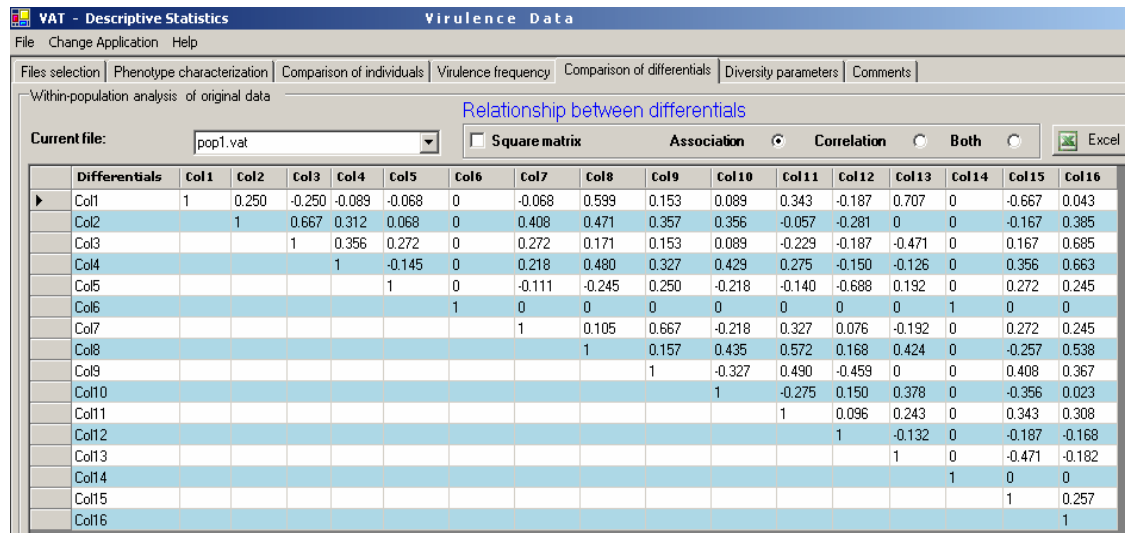 VAT - Descriptive Statistics Virulence Data
File Change Application Help
Files selection Phenotype characterization Comparison of individuals Virulence frequency Comparison of differentials Diversity parameters Comments
Within-population analysis of original data
Relationship between differentials
Current file: pop1.vat Square matrix Association Correlation Both Excel
Differentials Col1 Col2 Col3 Col4 Col5 Col6 Col7 Col8 Col9 Col10 Col11 Col12 Col13 Col14 Col15 Col16
Col1 1 0.250 -0.250 -0.089 -0.068 0 -0.068 0.599 0.153 0.089 0.343 -0.187 0.707 0 -0.667 0.043
Col2 1 0.667 0.312 0.068 0 0.408 0.471 0.357 0.356 -0.057 -0.281 0 0 -0.167 0.385
Col3 1 0.356 0.272 0 0.272 0.171 0.153 0.089 -0.229 -0.187 -0.471 0 0.167 0.685
Col4 1 -0.145 0 0.218 0.480 0.327 0.429 0.275 -0.150 -0.126 0 0.356 0.663
Col5 1 0 -0.111 -0.245 0.250 -0.218 -0.140 -0.688 0.192 0 0.272 0.245
Col6 1 0 0 0 0 0 0 0 1 0 0
Col7 1 0.105 0.667 -0.218 0.327 0.076 -0.192 0 0.272 0.245
Col8 1 0.157 0.435 0.572 0.168 0.424 0 -0.257 0.538
Col9 1 -0.327 0.490 -0.459 0 0 0.408 0.367
Col10 1 -0.275 0.150 0.378 0 -0.356 0.023
Col11 1 0.096 0.243 0 0.343 0.308
Col12 1 -0.132 0 -0.187 -0.168
Col13 1 0 -0.471 -0.182
Col14 1 0 0
Col15 1 0.257
Col16 1